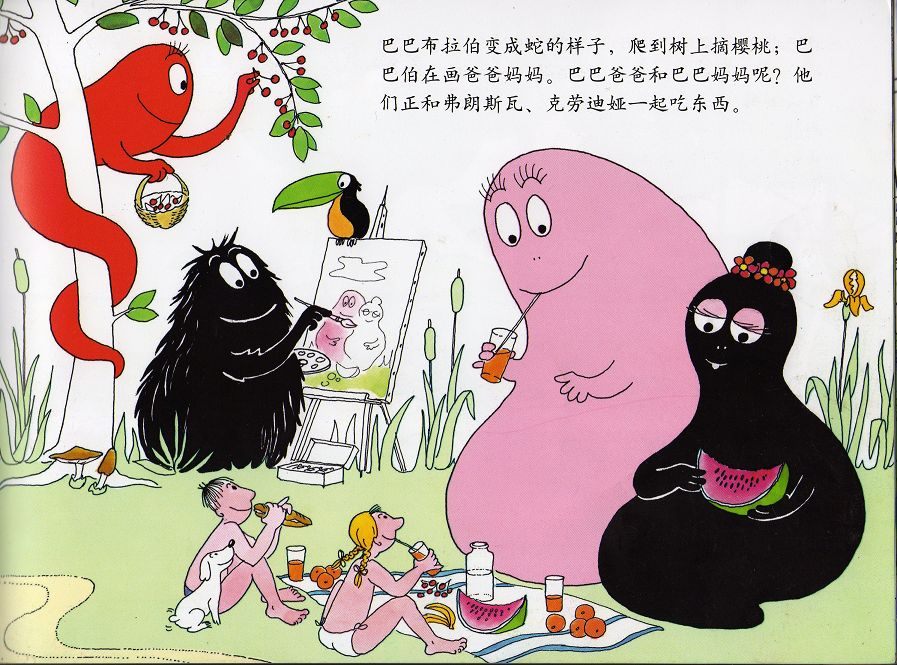 巴巴布拉伯变成蛇的样子，爬到树上摘樱桃；巴
巴伯在画爸爸妈妈。巴巴爸爸和巴巴妈妈呢？他
们正和弗朗斯瓦、克劳迪娅一起吃东西。